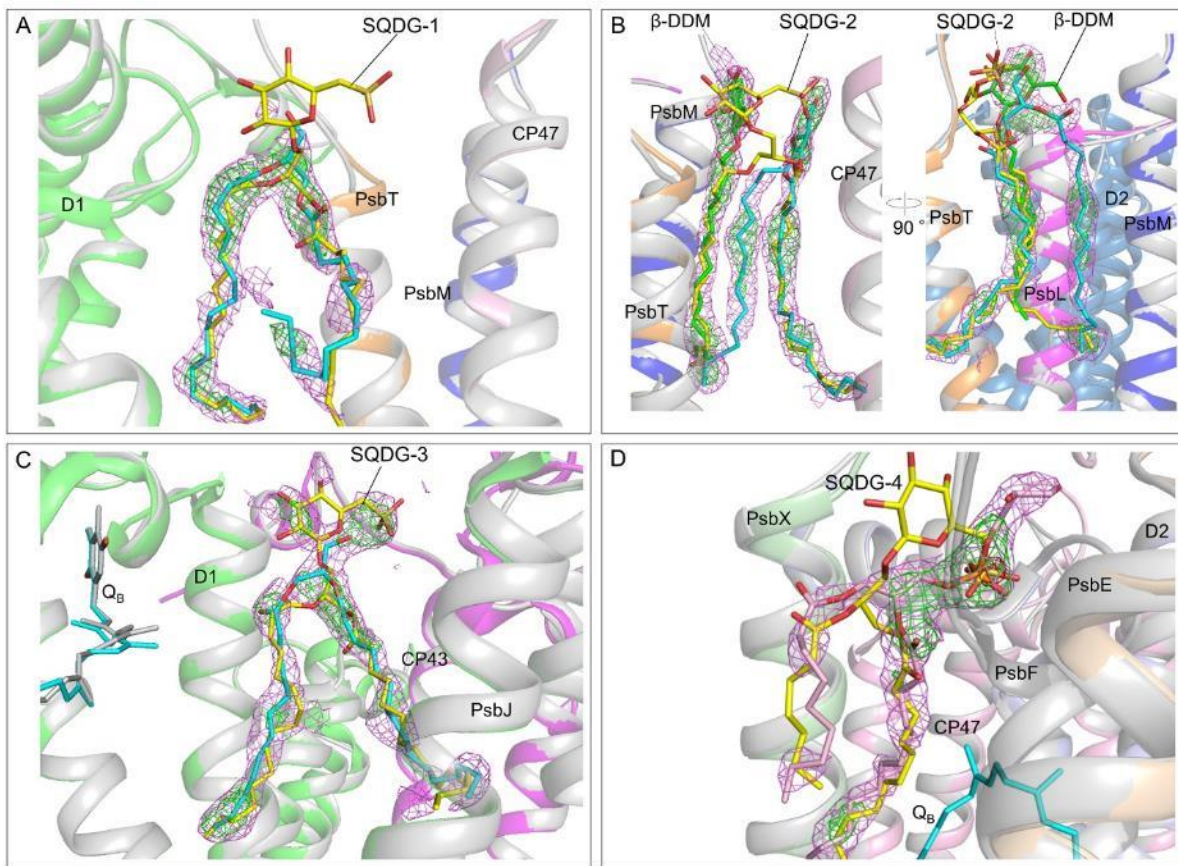 A
SQDG-1
CP47
D1
PsbT
PsbM
B
β-DDM SQDG-2 SQDG-2 β-DDM
PsbM
CP47
D2
PsbT
PsbM
90 °
PsbL
PsbT
C
SQDG-3
D1
QB
CP43
PsbJ
D
SQDG-4
PsbX
D2
PsbE
PsbF
CP47
QB